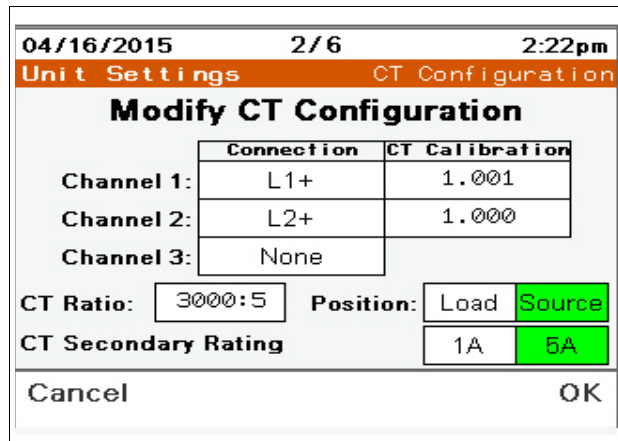 04/16/2015 2/6 2:22pm
Unit Settings CT Configuration
Modify CT Configuration
Connection CT Calibration
Channel 1: L1+ 1.001
Channel 2: L2+ 1.000
Channel 3: None
CT Ratio: 3000:5 Position: Load Source
CT Secondary Rating 1A 5A
Cancel OK